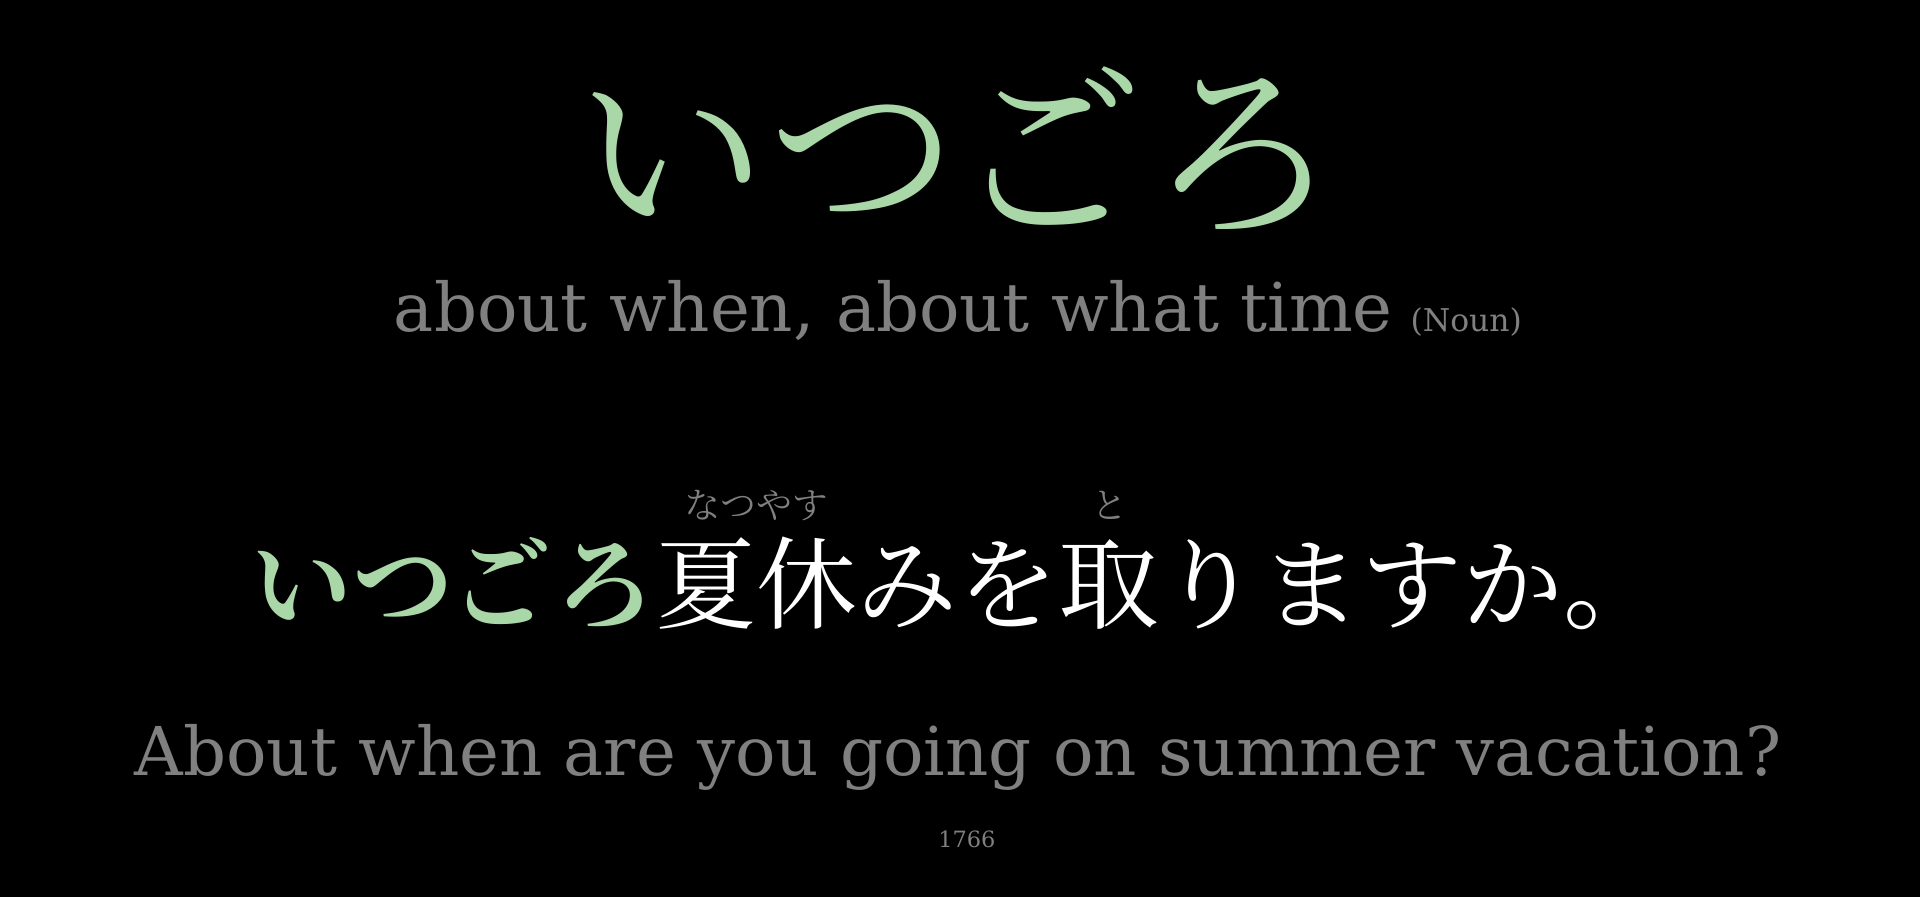 いつごろ
about when, about what time (Noun)
なつやす と
いつごろ夏休みを取りますか。
About when are you going on summer vacation?
1766